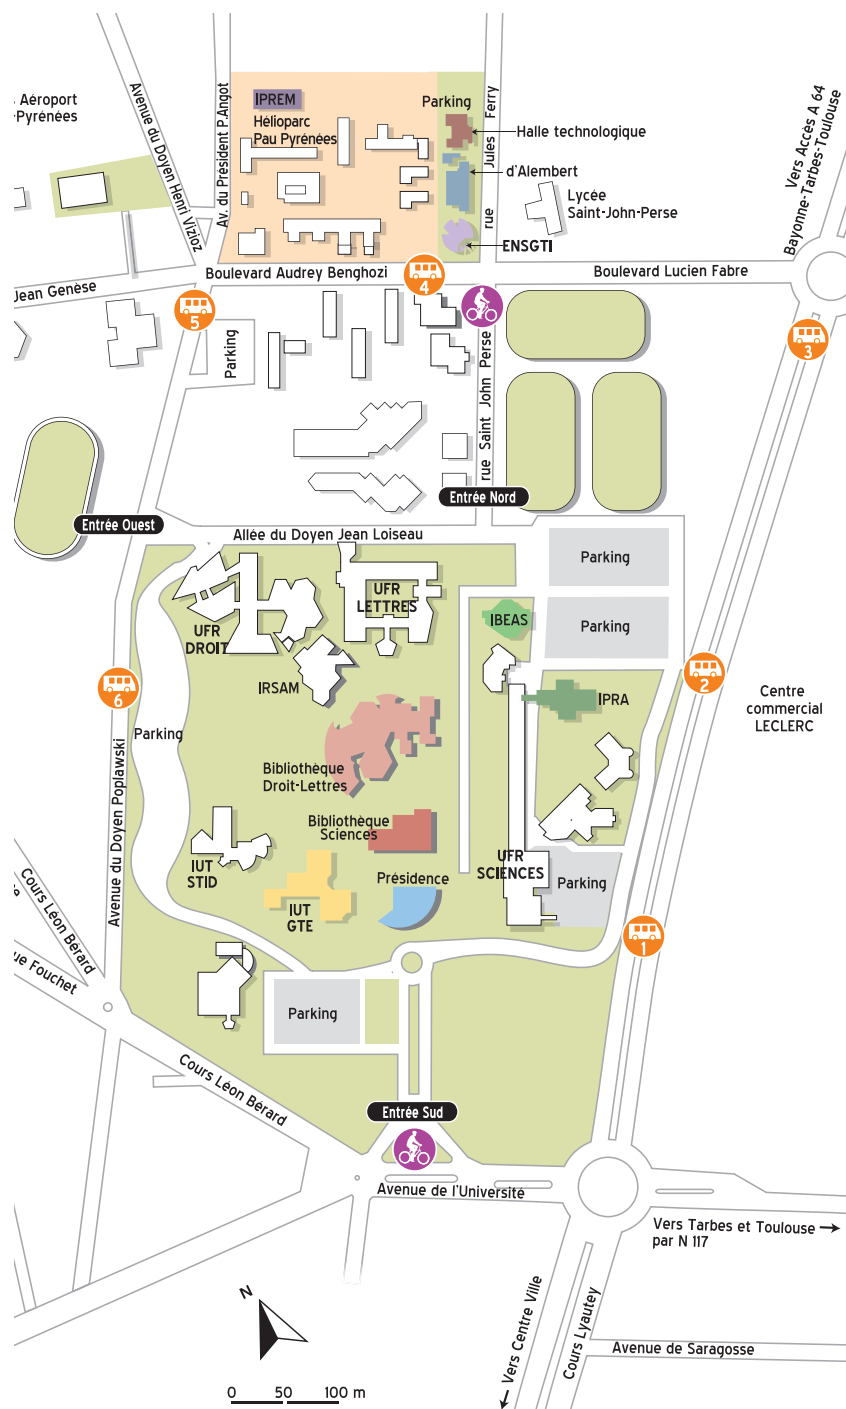 Aéroport
-Pyrénées
Avenue du Doyen Henri Vizioz
Av. du Président P.Angot
IPREM
Hélioparc
Pau Pyrénées
Parking
Halle technologique
d'Alembert
rue Jules Ferry
Lycée
Saint-John-Perse
ENSGTI
Vers Accès A 64
Bayonne-Tarbes-Toulouse
Jean Genèse
Boulevard Audrey Benghozi
Boulevard Lucien Fabre
4
5
3
Parking
rue Saint John Perse
Entrée Nord
Entrée Ouest
Allée du Doyen Jean Loiseau
Parking
UFR
LETTRES
IBEAS
Parking
UFR
DROIT
IRSAM
6
2
IPRA
Centre
commercial
LECLERC
Parking
Avenue du Doyen Poplawski
Bibliothèque
Droit-Lettres
Bibliothèque
Sciences
IUT
STID
UFR
SCIENCES
Présidence
Parking
IUT
GTE
Cours Léon Bérard
1
ue Fouchet
Parking
Cours Léon Bérard
Entrée Sud
Avenue de l'Université
Vers Tarbes et Toulouse →
par N 117
N
← Vers Centre Ville
Cours Lyautey
Avenue de Saragosse
0 50 100 m